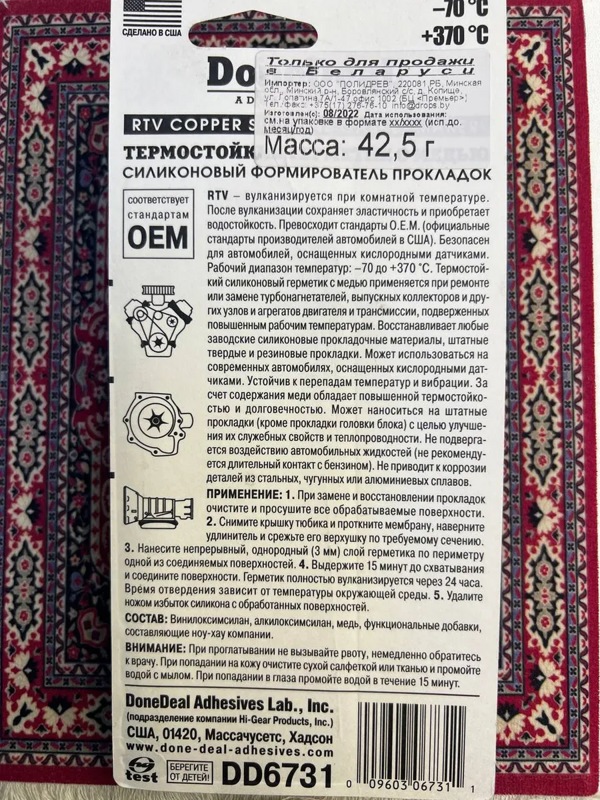 –70 °C
СДЕЛАНО В США
+370 °C
Только для продажи
в Беларуси
Импортер: ООО "ПОЛИДРЕВ", 220081,РБ, Минская
обл., Минский р-н, Боровлянский с/с, д. Копище,
ул. Лопатина,7А/1-47 офис 1002 (БЦ «Премьер»)
тел./факс: +375(17) 276-76-10 info@drops.by
Изготовлен(о): 08/2022 Дата использования:
см.на упаковке в формате xx/xxxx (исп.до.
месяц/год)
Масса: 42,5 г
Do
A D
RTV COPPER S
ТЕРМОСТОЙК
СИЛИКОНОВЫЙ ФОРМИРОВАТЕЛЬ ПРОКЛАДОК
соответствует
стандартам
OEM
RTV – вулканизируется при комнатной температуре.
После вулканизации сохраняет эластичность и приобретает
водостойкость. Превосходит стандарты О.Е.М. (официальные
стандарты производителей автомобилей в США). Безопасен
для автомобилей, оснащенных кислородными датчиками.
Рабочий диапазон температур: –70 до +370 °C. Термостой-
кий силиконовый герметик с медью применяется при ремонте
или замене турбонагнетателей, выпускных коллекторов и дру-
гих узлов и агрегатов двигателя и трансмиссии, подверженных
повышенным рабочим температурам. Восстанавливает любые
заводские силиконовые прокладочные материалы, штатные
твердые и резиновые прокладки. Может использоваться на
современных автомобилях, оснащенных кислородными дат-
чиками. Устойчив к перепадам температур и вибрации. За
счет содержания меди обладает повышенной термостойко-
стью и долговечностью. Может наноситься на штатные
прокладки (кроме прокладки головки блока) с целью улучше-
ния их служебных свойств и теплопроводности. Не подверга-
ется воздействию автомобильных жидкостей (не рекоменду-
ется длительный контакт с бензином). Не приводит к коррозии
деталей из стальных, чугунных или алюминиевых сплавов.
ПРИМЕНЕНИЕ: 1. При замене и восстановлении прокладок
очистите и просушите все обрабатываемые поверхности.
2. Снимите крышку тюбика и проткните мембрану, наверните
удлинитель и срежьте его верхушку по требуемому сечению.
3. Нанесите непрерывный, однородный (3 мм) слой герметика по периметру
одной из соединяемых поверхностей. 4. Выдержите 15 минут до схватывания
и соедините поверхности. Герметик полностью вулканизируется через 24 часа.
Время отвердения зависит от температуры окружающей среды. 5. Удалите
ножом избыток силикона с обработанных поверхностей.
СОСТАВ: Винилоксимсилан, алкилоксимсилан, медь, функциональные добавки,
составляющие ноу-хау компании.
ВНИМАНИЕ: При проглатывании не вызывайте рвоту, немедленно обратитесь
к врачу. При попадании на кожу очистите сухой салфеткой или тканью и промойте
водой с мылом. При попадании в глаза промойте водой в течение 15 минут.
DoneDeal Adhesives Lab., Inc.
(подразделение компании Hi-Gear Products, Inc.)
США, 01420, Массачусетс, Хадсон
www.done-deal-adhesives.com
test
БЕРЕГИТЕ
ОТ ДЕТЕЙ!
DD6731
0 09603 06731 1